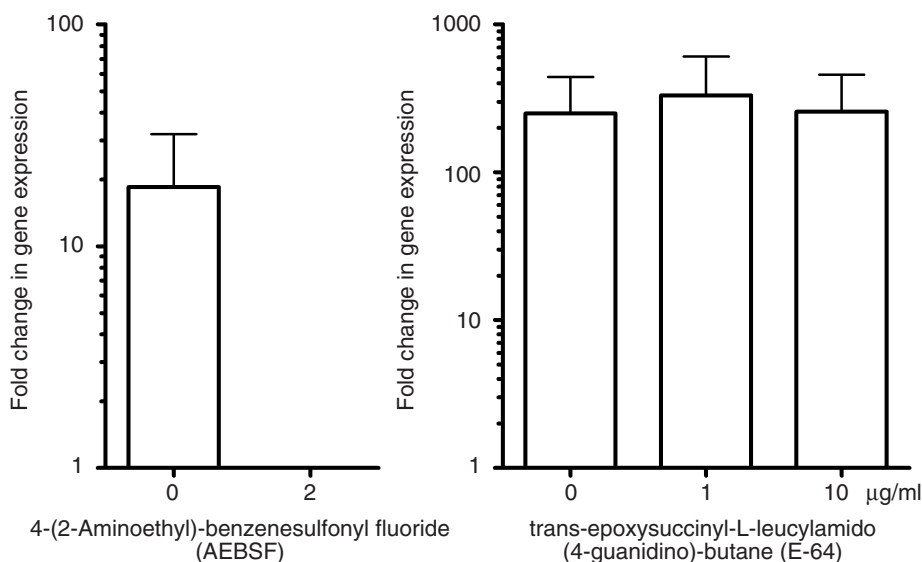 100
10
1
Fold change in gene expression
0
2
4-(2-Aminoethyl)-benzenesulfonyl fluoride
(AEBSF)
1000
100
10
1
Fold change in gene expression
0
1
10
μg/ml
trans-epoxysuccinyl-L-leucylamido
(4-guanidino)-butane (E-64)